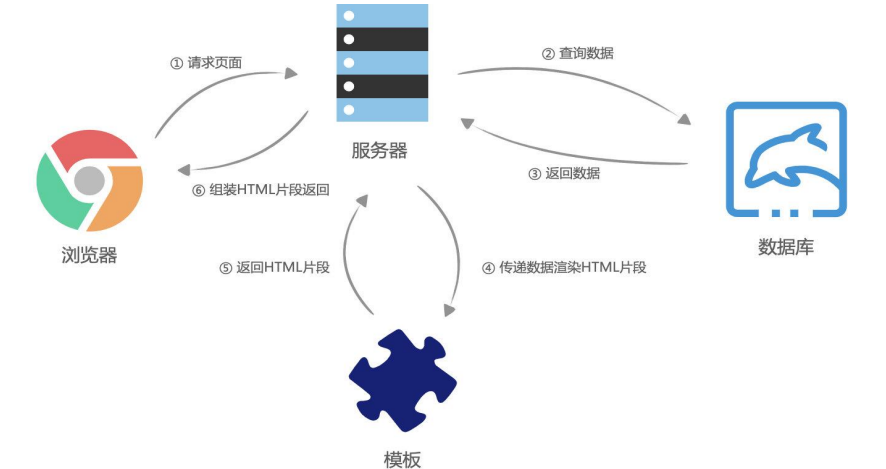 ① 请求页面
② 查询数据
服务器
③ 返回数据
⑥ 组装HTML片段返回
浏览器
数据库
⑤ 返回HTML片段
④ 传递数据渲染HTML片段
模板